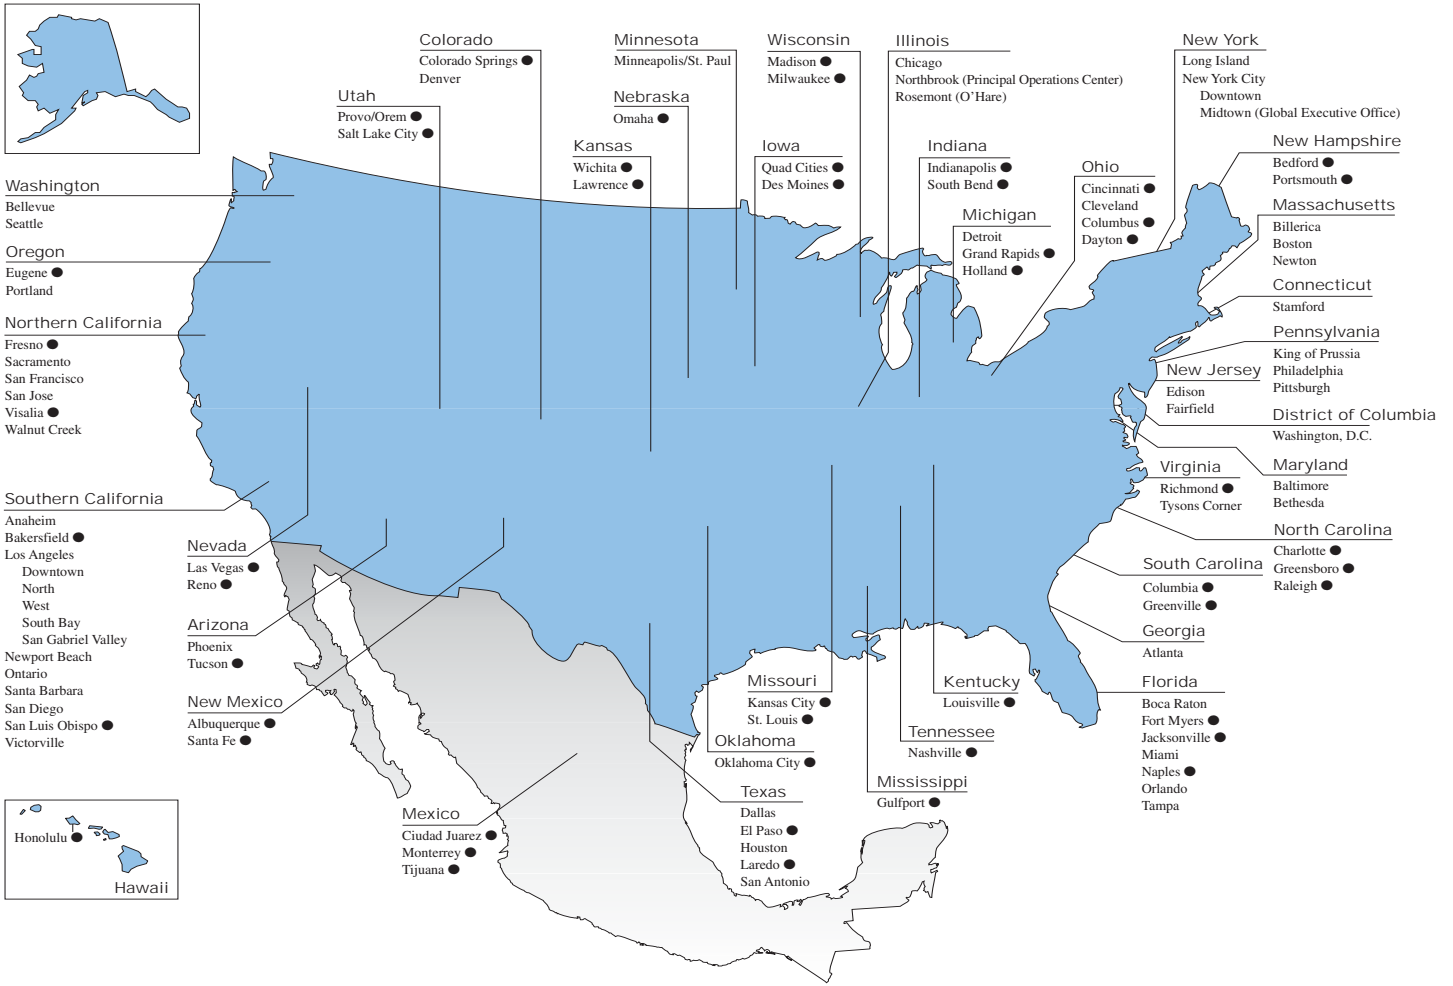 Colorado
Colorado Springs ●
Denver
Minnesota
Minneapolis/St. Paul
Wisconsin
Madison ●
Milwaukee ●
Illinois
Chicago
Northbrook (Principal Operations Center)
Rosemont (O’Hare)
New York
Long Island
New York City
Downtown
Midtown (Global Executive Office)
Utah
Provo/Orem ●
Salt Lake City ●
Nebraska
Omaha ●
Kansas
Wichita ●
Lawrence ●
Iowa
Quad Cities ●
Des Moines ●
Indiana
Indianapolis ●
South Bend ●
Michigan
Detroit
Grand Rapids ●
Holland ●
Ohio
Cincinnati ●
Cleveland
Columbus ●
Dayton ●
New Hampshire
Bedford ●
Portsmouth ●
Massachusetts
Billerica
Boston
Newton
Connecticut
Stamford
Pennsylvania
King of Prussia
Philadelphia
Pittsburgh
New Jersey
Edison
Fairfield
District of Columbia
Washington, D.C.
Maryland
Baltimore
Bethesda
Virginia
Richmond ●
Tysons Corner
North Carolina
Charlotte ●
Greensboro ●
Raleigh ●
South Carolina
Columbia ●
Greenville ●
Georgia
Atlanta
Florida
Boca Raton
Fort Myers ●
Jacksonville ●
Miami
Naples ●
Orlando
Tampa
Washington
Bellevue
Seattle
Oregon
Eugene ●
Portland
Northern California
Fresno ●
Sacramento
San Francisco
San Jose
Visalia ●
Walnut Creek
Southern California
Anaheim
Bakersfield ●
Los Angeles
Downtown
North
West
South Bay
San Gabriel Valley
Newport Beach
Ontario
Santa Barbara
San Diego
San Luis Obispo ●
Victorville
Nevada
Las Vegas ●
Reno ●
Arizona
Phoenix
Tucson ●
New Mexico
Albuquerque ●
Santa Fe ●
Mexico
Ciudad Juarez ●
Monterrey ●
Tijuana ●
Missouri
Kansas City ●
St. Louis ●
Oklahoma
Oklahoma City ●
Texas
Dallas
El Paso ●
Houston
Laredo ●
San Antonio
Kentucky
Louisville ●
Tennessee
Nashville ●
Mississippi
Gulfport ●
Honolulu ●
Hawaii